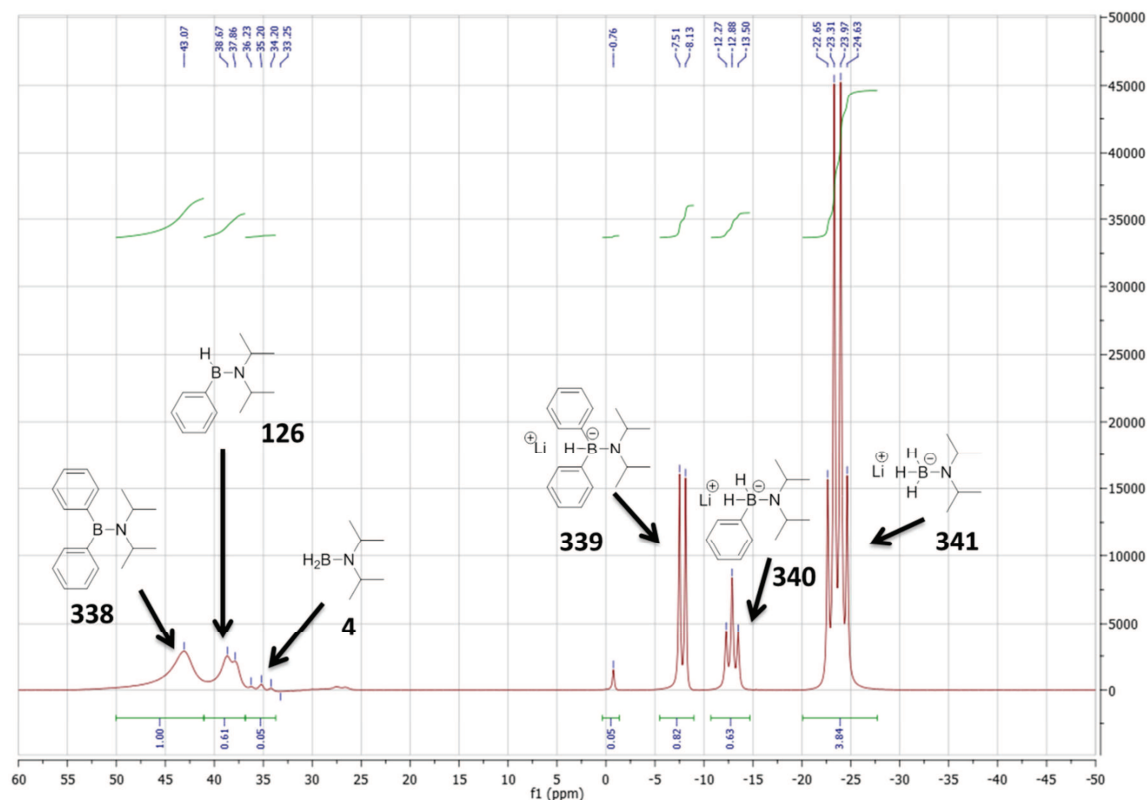 43.07
38.67
37.86
36.23
35.20
34.20
33.25
-0.76
-7.51
-8.13
-12.27
-12.88
-13.50
-22.65
-23.31
-23.97
-24.63
50000
45000
40000
35000
30000
25000
20000
15000
10000
5000
0
H
B
N
126
B
N
338
H₂B
N
4
⊕
Li
H
B
⊖
N
339
⊕
Li
H
H
B
⊖
N
340
⊕
Li
H
H
B
⊖
N
H
341
1.00
0.61
0.05
0.05
0.82
0.63
3.84
60 55 50 45 40 35 30 25 20 15 10 5 0 -5 -10 -15 -20 -25 -30 -35 -40 -45 -50
f1 (ppm)